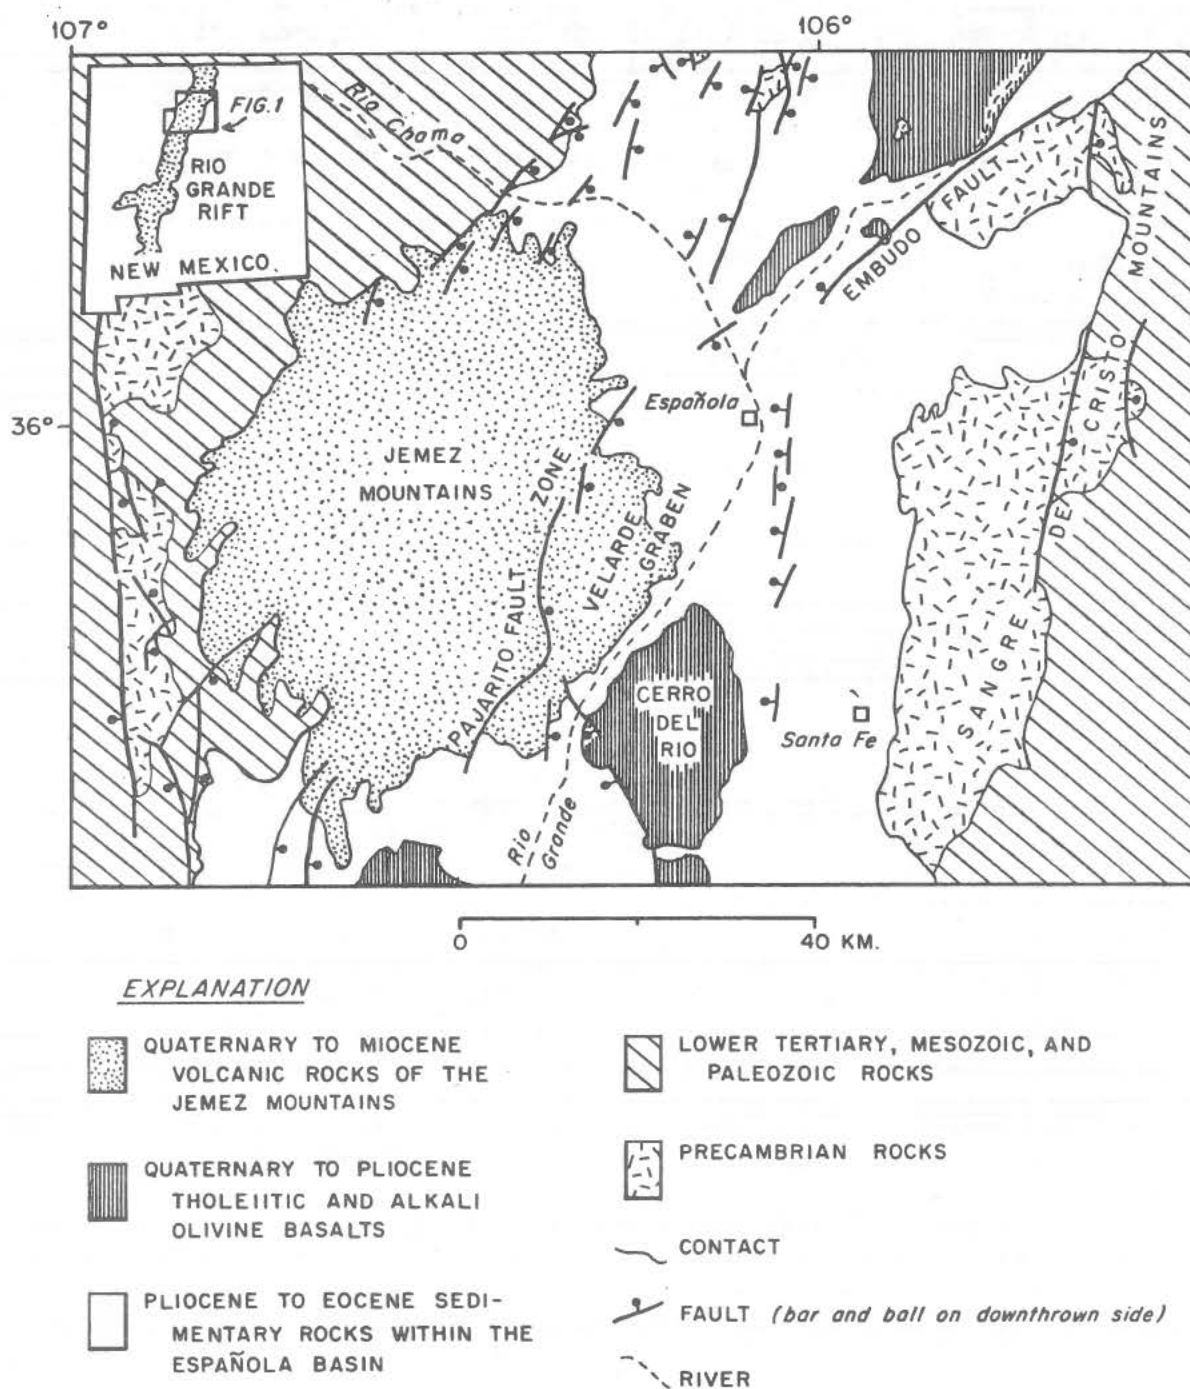 107°
106°
FIG.1
RIO
GRANDE
RIFT
NEW MEXICO
Rio Chama
EMBUDO FAULT
MOUNTAINS
36°
Española
JEMEZ
MOUNTAINS
PAJARITO FAULT ZONE
VELARDE
GRABEN
SANGRE DE CRISTO
CERRO
DEL
RIO
Santa Fe
Rio
Grande
0
40 KM.
EXPLANATION
QUATERNARY TO MIOCENE
VOLCANIC ROCKS OF THE
JEMEZ MOUNTAINS
QUATERNARY TO PLIOCENE
THOLEIITIC AND ALKALI
OLIVINE BASALTS
PLIOCENE TO EOCENE SEDI-
MENTARY ROCKS WITHIN THE
ESPAÑOLA BASIN
LOWER TERTIARY, MESOZOIC, AND
PALEOZOIC ROCKS
PRECAMBRIAN ROCKS
CONTACT
FAULT (bar and ball on downthrown side)
RIVER